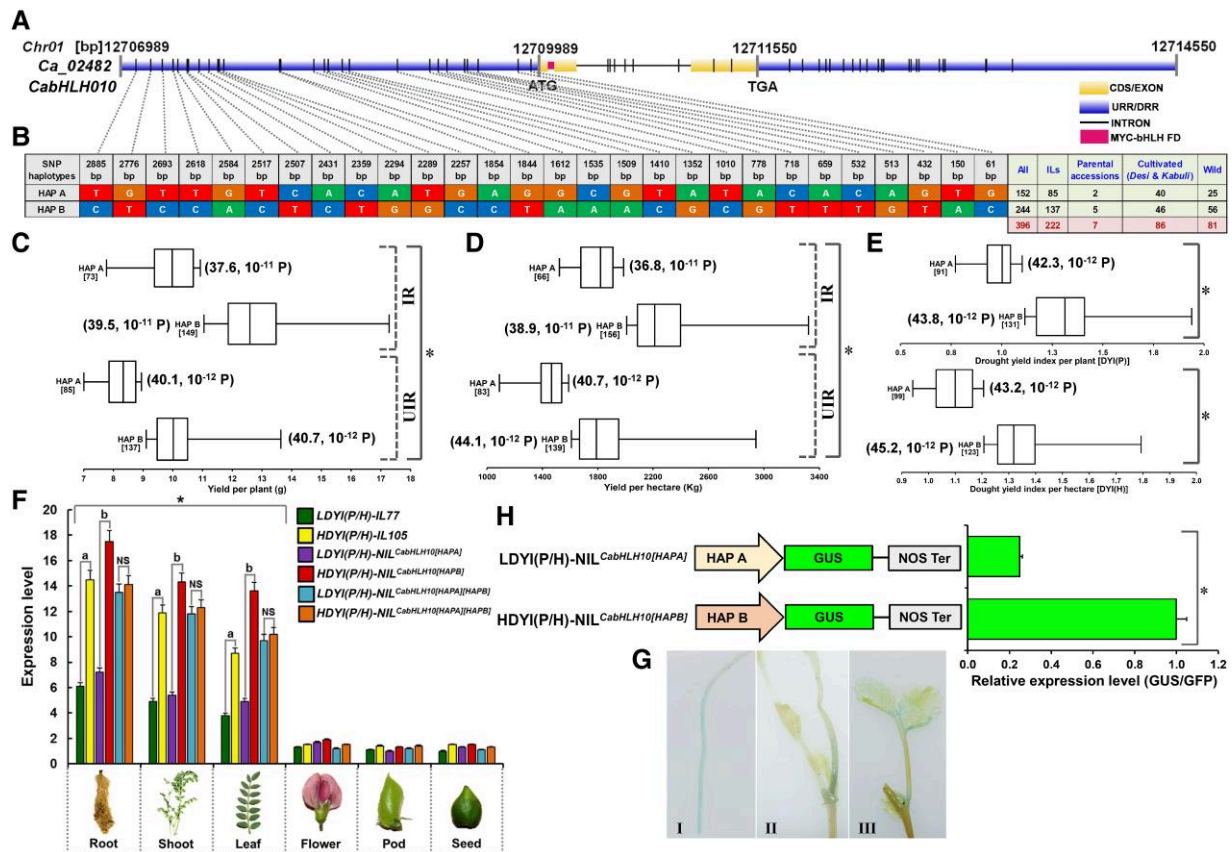 A
Chr01 [bp]12706989
12709989
12711550
12714550
Ca_02482
CabHLH010
ATG
TGA
CDS/EXON
URR/DRR
INTRON
MYC-bHLH FD
B
SNP haplotypes 2885 bp 2776 bp 2693 bp 2618 bp 2584 bp 2517 bp 2507 bp 2431 bp 2359 bp 2294 bp 2289 bp 2257 bp 1854 bp 1844 bp 1612 bp 1535 bp 1509 bp 1410 bp 1352 bp 1010 bp 778 bp 718 bp 659 bp 532 bp 513 bp 432 bp 150 bp 61 bp All ILs Parental accessions Cultivated (Desi & Kabuli) Wild
HAP A T G T T G T C A C A T G A G G C G T A T A C A C A G T G 152 85 2 40 25
HAP B C T C C A C T C T G G C C T A A A C G C G T T T G T A C 244 137 5 46 56
396 222 7 86 81
C
HAP A [73]
(37.6, 10-11 P)
(39.5, 10-11 P)
HAP B [149]
IR
HAP A [85]
(40.1, 10-12 P)
UIR
HAP B [137]
(40.7, 10-12 P)
*
7 8 9 10 11 12 13 14 15 16 17 18
Yield per plant (g)
D
HAP A [66]
(36.8, 10-11 P)
(38.9, 10-11 P)
HAP B [156]
IR
HAP A [83]
(40.7, 10-12 P)
UIR
(44.1, 10-12 P)
HAP B [139]
*
1000 1400 1800 2200 2600 3000 3400
Yield per hectare (Kg)
E
HAP A [91]
(42.3, 10-12 P)
(43.8, 10-12 P)
HAP B [131]
*
0.5 0.8 1.0 1.3 1.5 1.8 2.0
Drought yield index per plant [DYI(P)]
HAP A [99]
(43.2, 10-12 P)
(45.2, 10-12 P)
HAP B [123]
*
0.9 1.0 1.1 1.2 1.3 1.4 1.5 1.6 1.7 1.8 1.9 2.0
Dought yield index per hectare [DYI(H)]
F
Expression level
20
18
16
14
12
10
8
6
4
2
0
*
a b NS
a b NS
a b NS
LDYI(P/H)-IL77
HDYI(P/H)-IL105
LDYI(P/H)-NILCabHLH10[HAPA]
HDYI(P/H)-NILCabHLH10[HAPB]
LDYI(P/H)-NILCabHLH10[HAPA][HAPB]
HDYI(P/H)-NILCabHLH10[HAPA][HAPB]
Root Shoot Leaf Flower Pod Seed
H
LDYI(P/H)-NILCabHLH10[HAPA]
HAP A GUS NOS Ter
HDYI(P/H)-NILCabHLH10[HAPB]
HAP B GUS NOS Ter
*
0.0 0.2 0.4 0.6 0.8 1.0 1.2
Relative expression level (GUS/GFP)
G
I II III